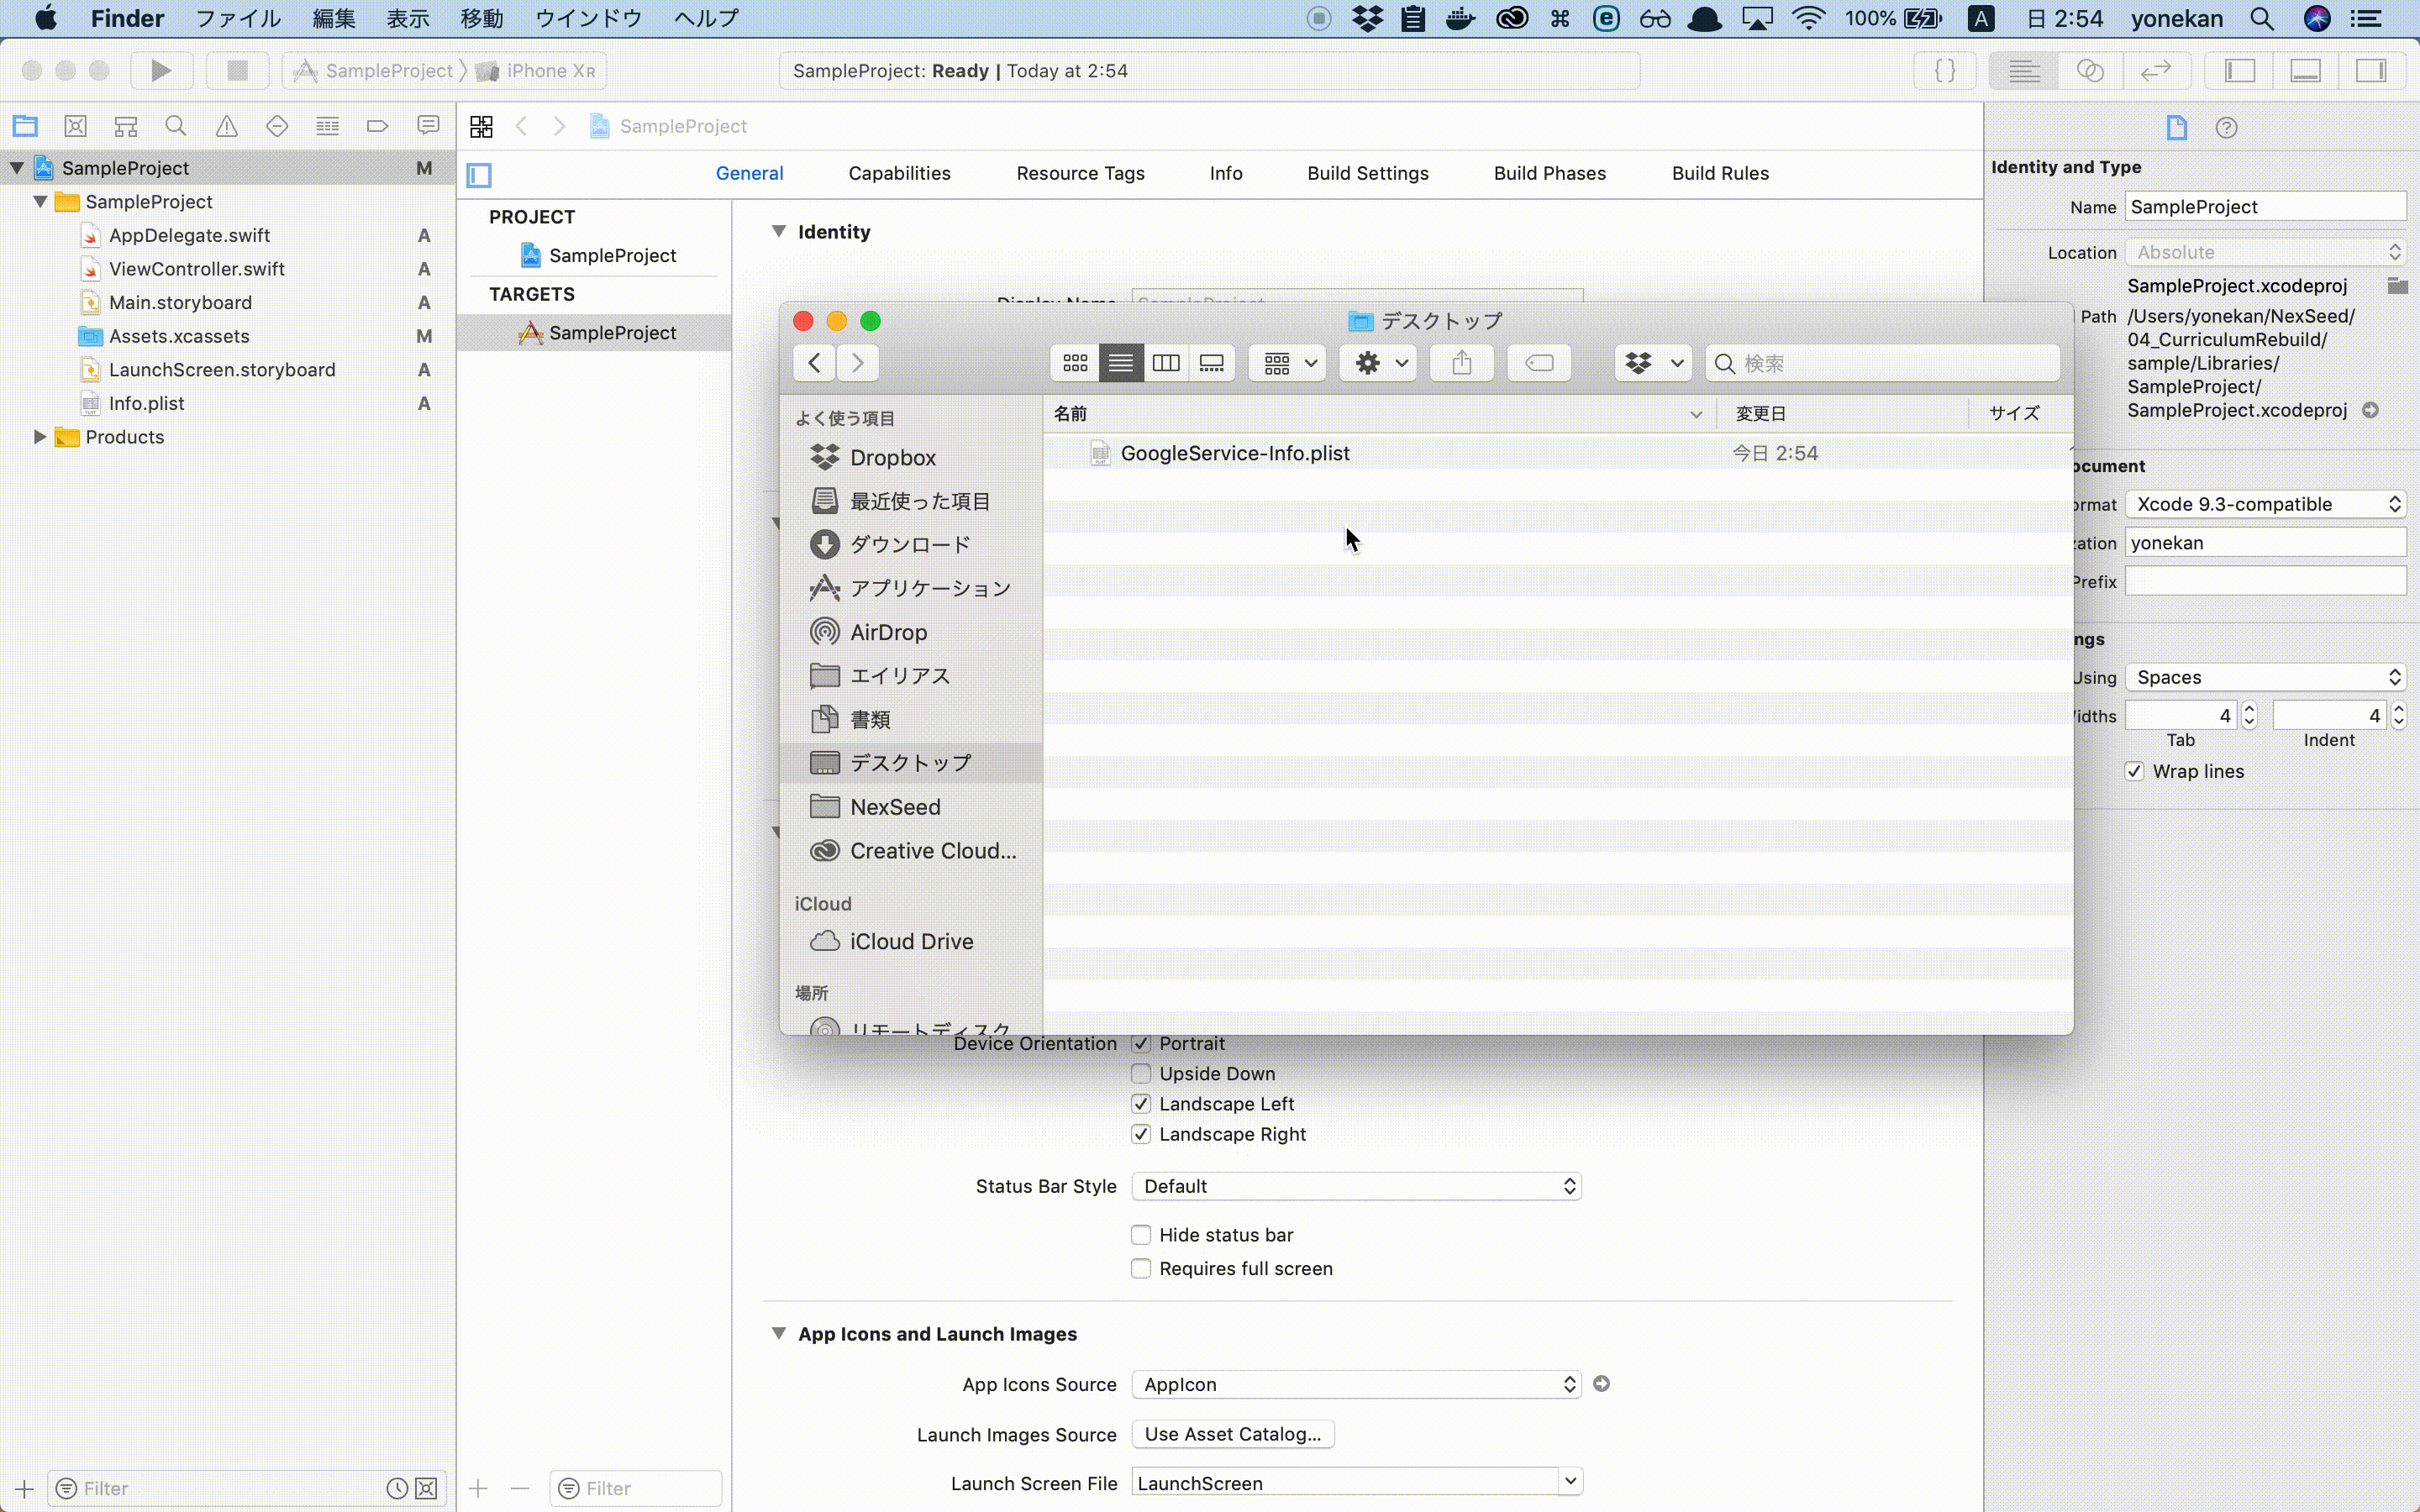 Finder ファイル 編集 表示 移動 ウインドウ ヘルプ 100% A 日 2:54 yonekan
SampleProject iPhone XR
SampleProject: Ready | Today at 2:54
SampleProject
SampleProject M
SampleProject
AppDelegate.swift A
ViewController.swift A
Main.storyboard A
Assets.xcassets M
LaunchScreen.storyboard A
Info.plist A
Products
Filter
General Capabilities Resource Tags Info Build Settings Build Phases Build Rules
PROJECT
SampleProject
TARGETS
SampleProject
Filter
Identity
Display Name SampleProject
デスクトップ
検索
よく使う項目
Dropbox
最近使った項目
ダウンロード
アプリケーション
AirDrop
エイリアス
書類
デスクトップ
NexSeed
Creative Cloud...
iCloud
iCloud Drive
場所
リモートディスク
名前 変更日 サイズ
GoogleService-Info.plist 今日 2:54
Device Orientation Portrait
Upside Down
Landscape Left
Landscape Right
Status Bar Style Default
Hide status bar
Requires full screen
App Icons and Launch Images
App Icons Source AppIcon
Launch Images Source Use Asset Catalog...
Launch Screen File LaunchScreen
Identity and Type
Name SampleProject
Location Absolute
SampleProject.xcodeproj
Path /Users/yonekan/NexSeed/
04_CurriculumRebuild/
sample/Libraries/
SampleProject/
SampleProject.xcodeproj
ocument
ormat Xcode 9.3-compatible
zation yonekan
Prefix
ngs
Using Spaces
idths 4 4
Tab Indent
Wrap lines